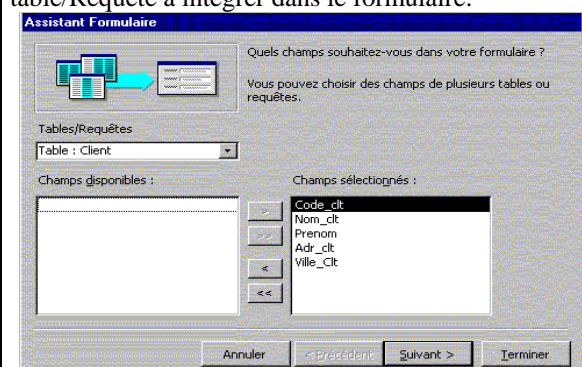 table/Requête à intégrer dans le formulaire.
Assistant Formulaire
Quels champs souhaitez-vous dans votre formulaire ?
Vous pouvez choisir des champs de plusieurs tables ou
requêtes.
Tables/Requêtes
Table : Client
Champs disponibles :
Champs sélectionnés :
Code_clt
Nom_clt
Prenom
Adr_clt
Ville_Clt
>
>>
<
<<
Annuler
< Précédent
Suivant >
Terminer